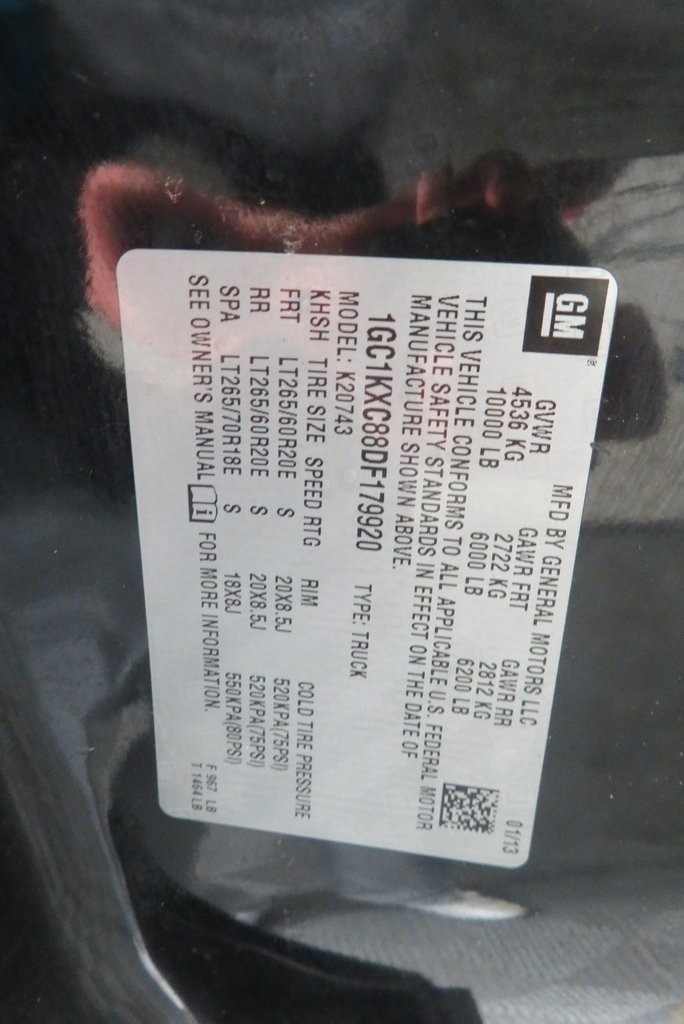 GM
MFD BY GENERAL MOTORS LLC 01/13
GVWR GAWR FRT GAWR RR
4536 KG 2722 KG 2812 KG
10000 LB 6000 LB 6200 LB
THIS VEHICLE CONFORMS TO ALL APPLICABLE U.S. FEDERAL MOTOR
VEHICLE SAFETY STANDARDS IN EFFECT ON THE DATE OF
MANUFACTURE SHOWN ABOVE.
1GC1KXC88DF179920 TYPE: TRUCK
MODEL: K20743
KHSH TIRE SIZE SPEED RTG RIM COLD TIRE PRESSURE
FRT LT265/60R20E S 20X8.5J 520KPA(75PSI)
RR LT265/60R20E S 20X8.5J 520KPA(75PSI)
SPA LT265/70R18E S 18X8J 550KPA(80PSI)
SEE OWNER'S MANUAL FOR MORE INFORMATION.
F 967 LB
T 1464 LB